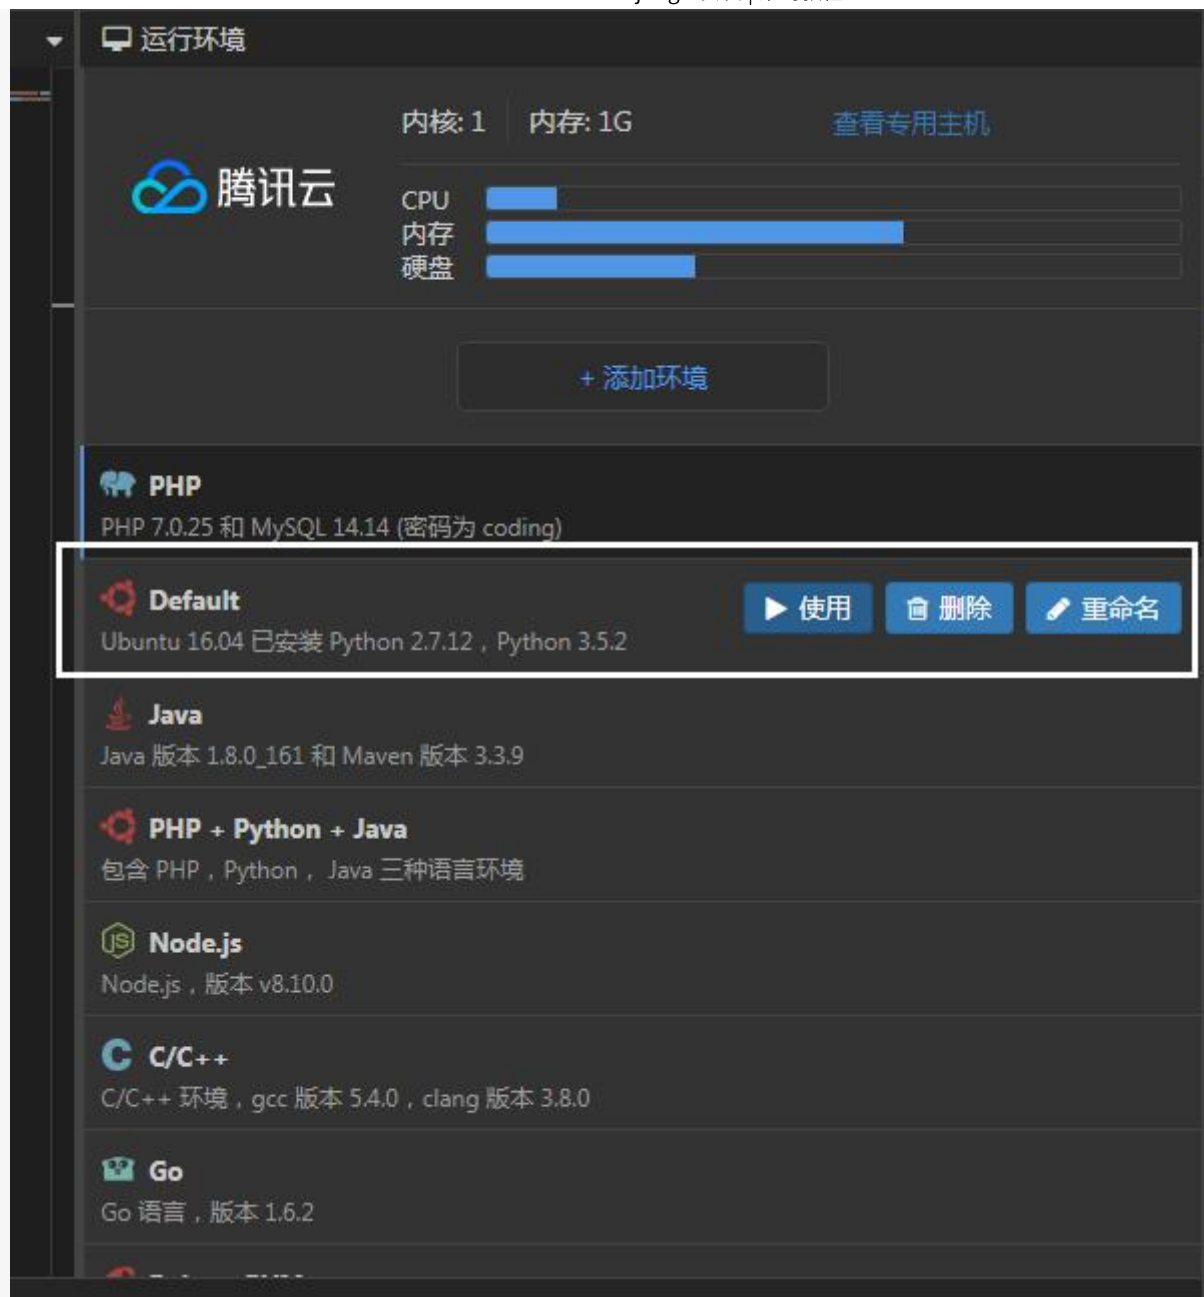 运行环境
内核: 1 内存: 1G 查看专用主机
腾讯云
CPU
内存
硬盘
+ 添加环境
PHP
PHP 7.0.25 和 MySQL 14.14 (密码为 coding)
Default
使用 删除 重命名
Ubuntu 16.04 已安装 Python 2.7.12，Python 3.5.2
Java
Java 版本 1.8.0_161 和 Maven 版本 3.3.9
PHP + Python + Java
包含 PHP，Python， Java 三种语言环境
JS Node.js
Node.js，版本 v8.10.0
C/C++
C/C++ 环境，gcc 版本 5.4.0，clang 版本 3.8.0
Go
Go 语言，版本 1.6.2